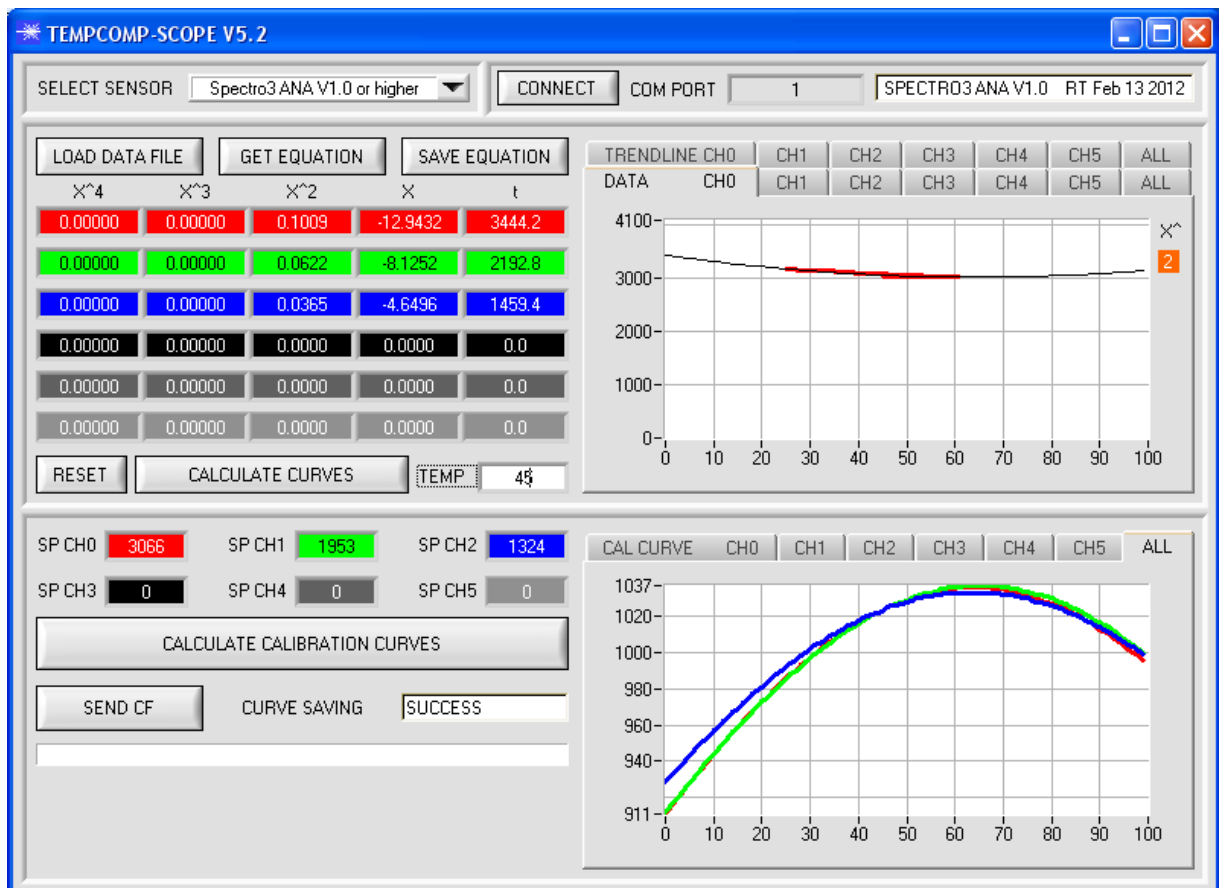 TEMPCOMP-SCOPE V5.2
SELECT SENSOR Spectro3 ANA V1.0 or higher CONNECT COM PORT 1 SPECTRO3 ANA V1.0 RT Feb 13 2012
LOAD DATA FILE GET EQUATION SAVE EQUATION
X^4 X^3 X^2 X t
0.00000 0.00000 0.1009 -12.9432 3444.2
0.00000 0.00000 0.0622 -8.1252 2192.8
0.00000 0.00000 0.0365 -4.6496 1459.4
0.00000 0.00000 0.0000 0.0000 0.0
0.00000 0.00000 0.0000 0.0000 0.0
0.00000 0.00000 0.0000 0.0000 0.0
RESET CALCULATE CURVES TEMP 45
TRENDLINE CH0 CH1 CH2 CH3 CH4 CH5 ALL
DATA CH0 CH1 CH2 CH3 CH4 CH5 ALL
4100
X^
2
3000
2000
1000
0
0 10 20 30 40 50 60 70 80 90 100
SP CH0 3066 SP CH1 1953 SP CH2 1324
SP CH3 0 SP CH4 0 SP CH5 0
CALCULATE CALIBRATION CURVES
SEND CF CURVE SAVING SUCCESS
CAL CURVE CH0 CH1 CH2 CH3 CH4 CH5 ALL
1037
1020
1000
980
960
940
911
0 10 20 30 40 50 60 70 80 90 100